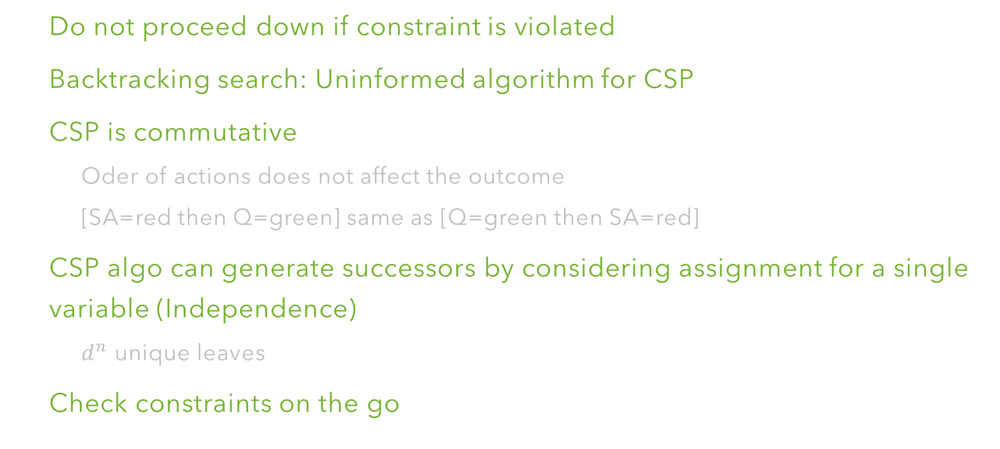 Do not proceed down if constraint is violated
Backtracking search: Uninformed algorithm for CSP
CSP is commutative
Oder of actions does not affect the outcome
[SA=red then Q=green] same as [Q=green then SA=red]
CSP algo can generate successors by considering assignment for a single
variable (Independence)
𝑑ⁿ unique leaves
Check constraints on the go